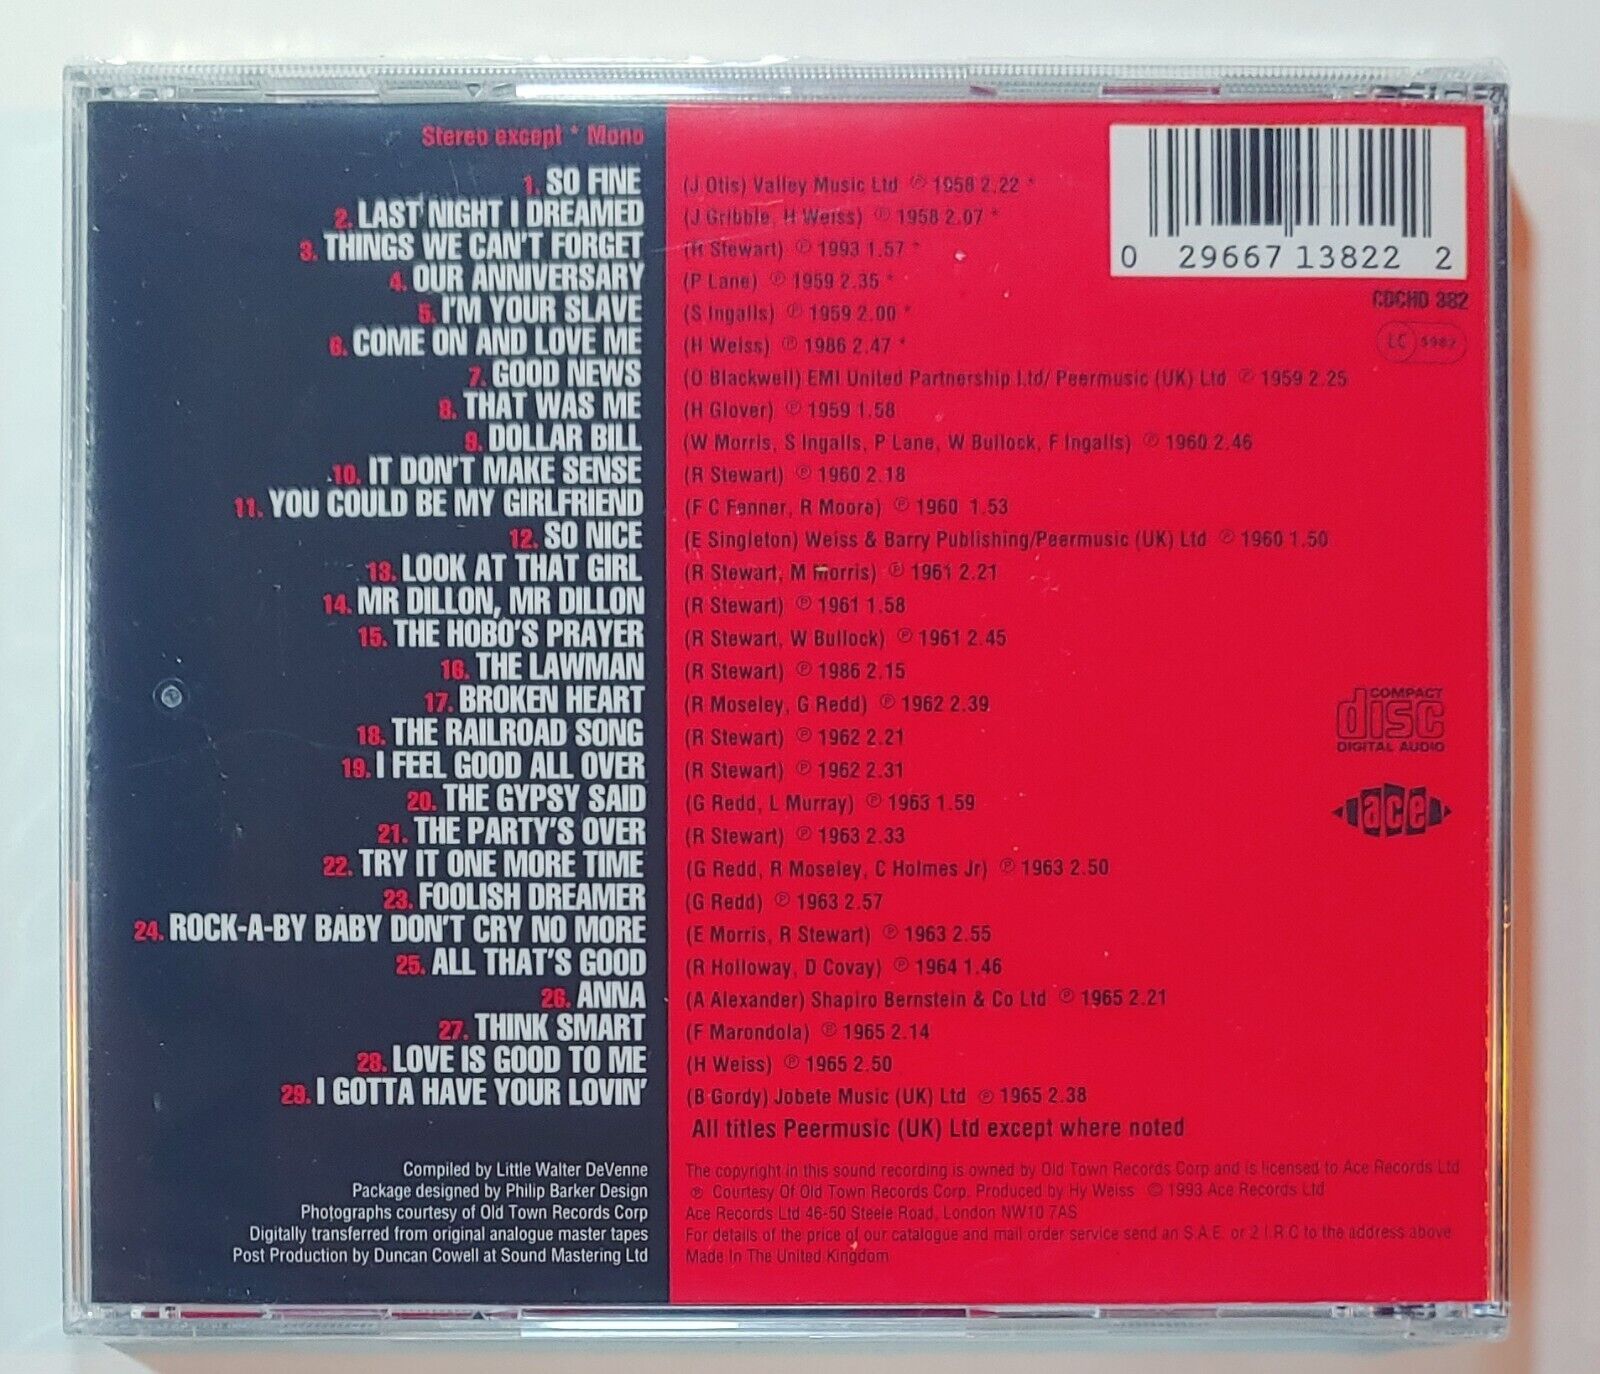 Stereo except * Mono
1. SO FINE (J Otis) Valley Music Ltd ℗ 1958 2.22 *
2. LAST NIGHT I DREAMED (J Gribble, H Weiss) ℗ 1958 2.07 *
3. THINGS WE CAN'T FORGET (R Stewart) ℗ 1993 1.57 *
4. OUR ANNIVERSARY (P Lane) ℗ 1959 2.35 *
5. I'M YOUR SLAVE (S Ingalls) ℗ 1959 2.00 *
6. COME ON AND LOVE ME (H Weiss) ℗ 1986 2.47 *
7. GOOD NEWS (O Blackwell) EMI United Partnership Ltd/ Peermusic (UK) Ltd ℗ 1959 2.25
8. THAT WAS ME (H Glover) ℗ 1959 1.58
9. DOLLAR BILL (W Morris, S Ingalls, P Lane, W Bullock, F Ingalls) ℗ 1960 2.46
10. IT DON'T MAKE SENSE (R Stewart) ℗ 1960 2.18
11. YOU COULD BE MY GIRLFRIEND (F C Fenner, R Moore) ℗ 1960 1.53
12. SO NICE (E Singleton) Weiss & Barry Publishing/Peermusic (UK) Ltd ℗ 1960 1.50
13. LOOK AT THAT GIRL (R Stewart, M Morris) ℗ 1961 2.21
14. MR DILLON, MR DILLON (R Stewart) ℗ 1961 1.58
15. THE HOBO'S PRAYER (R Stewart, W Bullock) ℗ 1961 2.45
16. THE LAWMAN (R Stewart) ℗ 1986 2.15
17. BROKEN HEART (R Moseley, G Redd) ℗ 1962 2.39
18. THE RAILROAD SONG (R Stewart) ℗ 1962 2.21
19. I FEEL GOOD ALL OVER (R Stewart) ℗ 1962 2.31
20. THE GYPSY SAID (G Redd, L Murray) ℗ 1963 1.59
21. THE PARTY'S OVER (R Stewart) ℗ 1963 2.33
22. TRY IT ONE MORE TIME (G Redd, R Moseley, C Holmes Jr) ℗ 1963 2.50
23. FOOLISH DREAMER (G Redd) ℗ 1963 2.57
24. ROCK-A-BY BABY DON'T CRY NO MORE (E Morris, R Stewart) ℗ 1963 2.55
25. ALL THAT'S GOOD (R Holloway, D Covay) ℗ 1964 1.46
26. ANNA (A Alexander) Shapiro Bernstein & Co Ltd ℗ 1965 2.21
27. THINK SMART (F Marondola) ℗ 1965 2.14
28. LOVE IS GOOD TO ME (H Weiss) ℗ 1965 2.50
29. I GOTTA HAVE YOUR LOVIN' (B Gordy) Jobete Music (UK) Ltd ℗ 1965 2.38
All titles Peermusic (UK) Ltd except where noted
Compiled by Little Walter DeVenne
Package designed by Philip Barker Design
Photographs courtesy of Old Town Records Corp
Digitally transferred from original analogue master tapes
Post Production by Duncan Cowell at Sound Mastering Ltd
The copyright in this sound recording is owned by Old Town Records Corp and is licensed to Ace Records Ltd
℗ Courtesy Of Old Town Records Corp. Produced by Hy Weiss © 1993 Ace Records Ltd
Ace Records Ltd 46-50 Steele Road, London NW10 7AS
For details of the price of our catalogue and mail order service send an S.A.E. or 2 I.R.C to the address above
Made In The United Kingdom
0 29667 13822 2
CDCHD 382
LC 5982
COMPACT
disc
DIGITAL AUDIO
ace